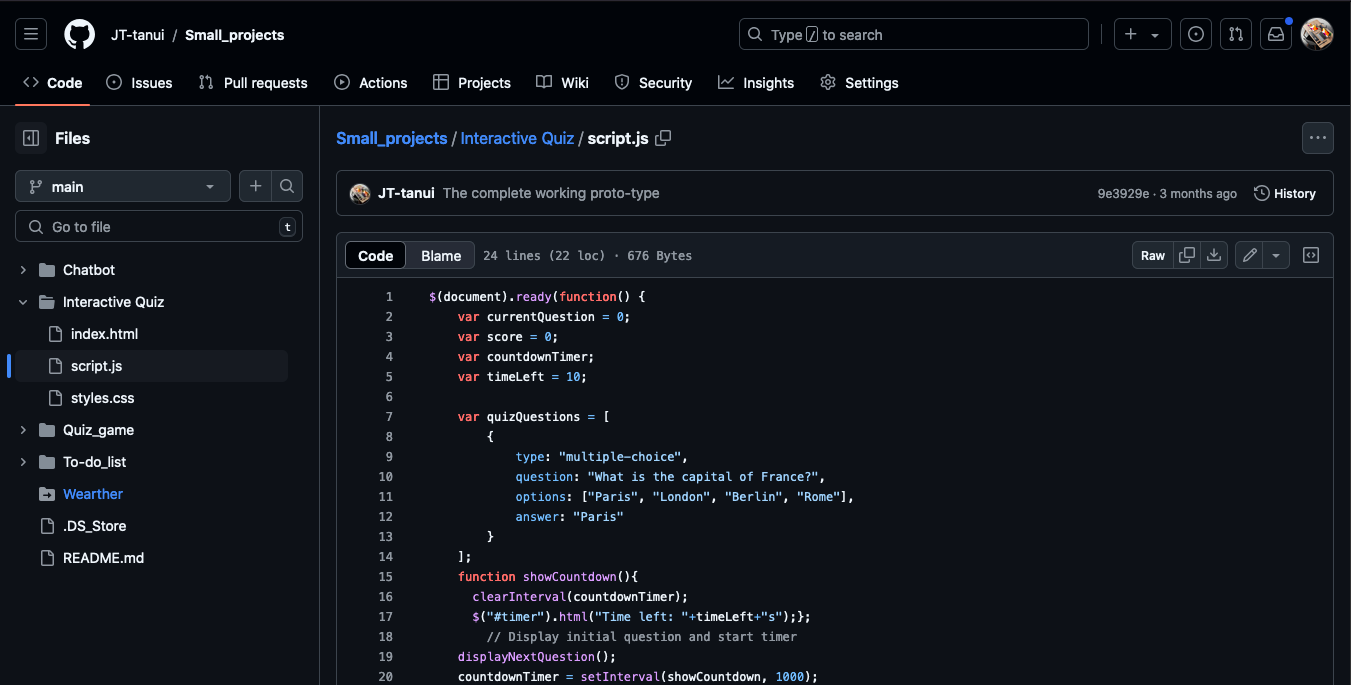 JT-tanui / Small_projects
Type / to search
Code Issues Pull requests Actions Projects Wiki Security Insights Settings
Files
main
Go to file t
Chatbot
Interactive Quiz
index.html
script.js
styles.css
Quiz_game
To-do_list
Wearther
.DS_Store
README.md
Small_projects / Interactive Quiz / script.js
JT-tanui The complete working proto-type 9e3929e · 3 months ago History
Code Blame 24 lines (22 loc) · 676 Bytes Raw
1 $(document).ready(function() {
2 var currentQuestion = 0;
3 var score = 0;
4 var countdownTimer;
5 var timeLeft = 10;
6
7 var quizQuestions = [
8 {
9 type: "multiple-choice",
10 question: "What is the capital of France?",
11 options: ["Paris", "London", "Berlin", "Rome"],
12 answer: "Paris"
13 }
14 ];
15 function showCountdown(){
16 clearInterval(countdownTimer);
17 $("#timer").html("Time left: "+timeLeft+"s");};
18 // Display initial question and start timer
19 displayNextQuestion();
20 countdownTimer = setInterval(showCountdown, 1000);